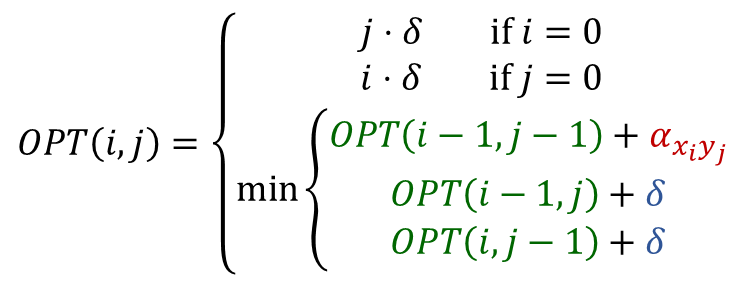 j · δ if i = 0
i · δ if j = 0
OPT(i, j) = { min { OPT(i − 1, j − 1) + α_{x_i y_j}
OPT(i − 1, j) + δ
OPT(i, j − 1) + δ